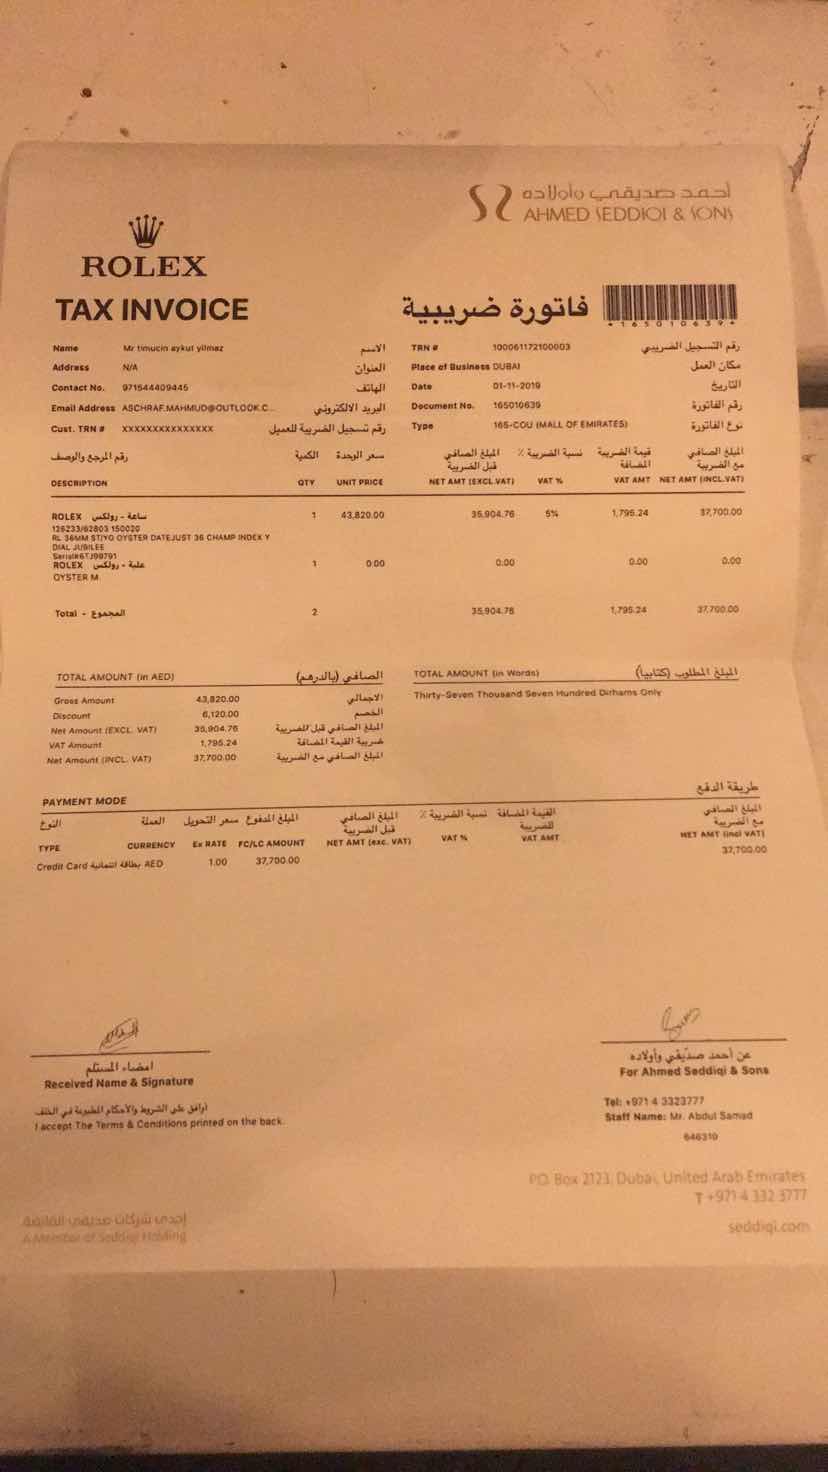 أحمد صديقي وأولاده
AHMED SEDDIQI & SONS
ROLEX
TAX INVOICE فاتورة ضريبية
*165010639*
Name Mr timucin aykut yilmaz الاسم
Address N/A العنوان
Contact No. 971544409445 الهاتف
Email Address ASCHRAF.MAHMUD@OUTLOOK.C... البريد الالكتروني
Cust. TRN # XXXXXXXXXXXXXXX رقم تسجيل الضريبة للعميل
TRN # 100061172100003 رقم التسجيل الضريبي
Place of Business DUBAI مكان العمل
Date 01-11-2019 التاريخ
Document No. 165010639 رقم الفاتورة
Type 165-COU (MALL OF EMIRATES) نوع الفاتورة
رقم المرجع والوصف الكمية سعر الوحدة المبلغ الصافي قبل الضريبة نسبة الضريبة % قيمة الضريبة المضافة المبلغ الصافي مع الضريبة
DESCRIPTION QTY UNIT PRICE NET AMT (EXCL.VAT) VAT % VAT AMT NET AMT (INCL.VAT)
ROLEX ساعة - رولكس 1 43,820.00 35,904.76 5% 1,795.24 37,700.00
126233/62803 150020
RL 36MM ST/YO OYSTER DATEJUST 36 CHAMP INDEX Y
DIAL JUBILEE
Serial#6TJ99791
ROLEX علبة - رولكس 1 0.00 0.00 0.00 0.00
OYSTER M
Total - المجموع 2 35,904.76 1,795.24 37,700.00
TOTAL AMOUNT (in AED) الصافي (بالدرهم)
Gross Amount 43,820.00 الاجمالي
Discount 6,120.00 الخصم
Net Amount (EXCL. VAT) 35,904.76 المبلغ الصافي قبل الضريبة
VAT Amount 1,795.24 ضريبة القيمة المضافة
Net Amount (INCL. VAT) 37,700.00 المبلغ الصافي مع الضريبة
TOTAL AMOUNT (in Words) المبلغ المطلوب (كتابيا)
Thirty-Seven Thousand Seven Hundred Dirhams Only
PAYMENT MODE طريقة الدفع
النوع العملة سعر التحويل المبلغ المدفوع المبلغ الصافي قبل الضريبة نسبة الضريبة % القيمة المضافة للضريبة المبلغ الصافي مع الضريبة
TYPE CURRENCY Ex RATE FC/LC AMOUNT NET AMT (exc. VAT) VAT % VAT AMT NET AMT (incl VAT)
Credit Card بطاقة ائتمانية AED 1.00 37,700.00 37,700.00
امضاء المستلم
Received Name & Signature
أوافق على الشروط والأحكام المطبوعة في الخلف
I accept The Terms & Conditions printed on the back.
عن أحمد صديقي وأولاده
For Ahmed Seddiqi & Sons
Tel: +971 4 3323777
Staff Name: Mr. Abdul Samad
646310
P.O. Box 2123, Dubai, United Arab Emirates
T +971 4 332 3777
seddiqi.com
إحدى شركات صديقي القابضة
A Member of Seddiqi Holding